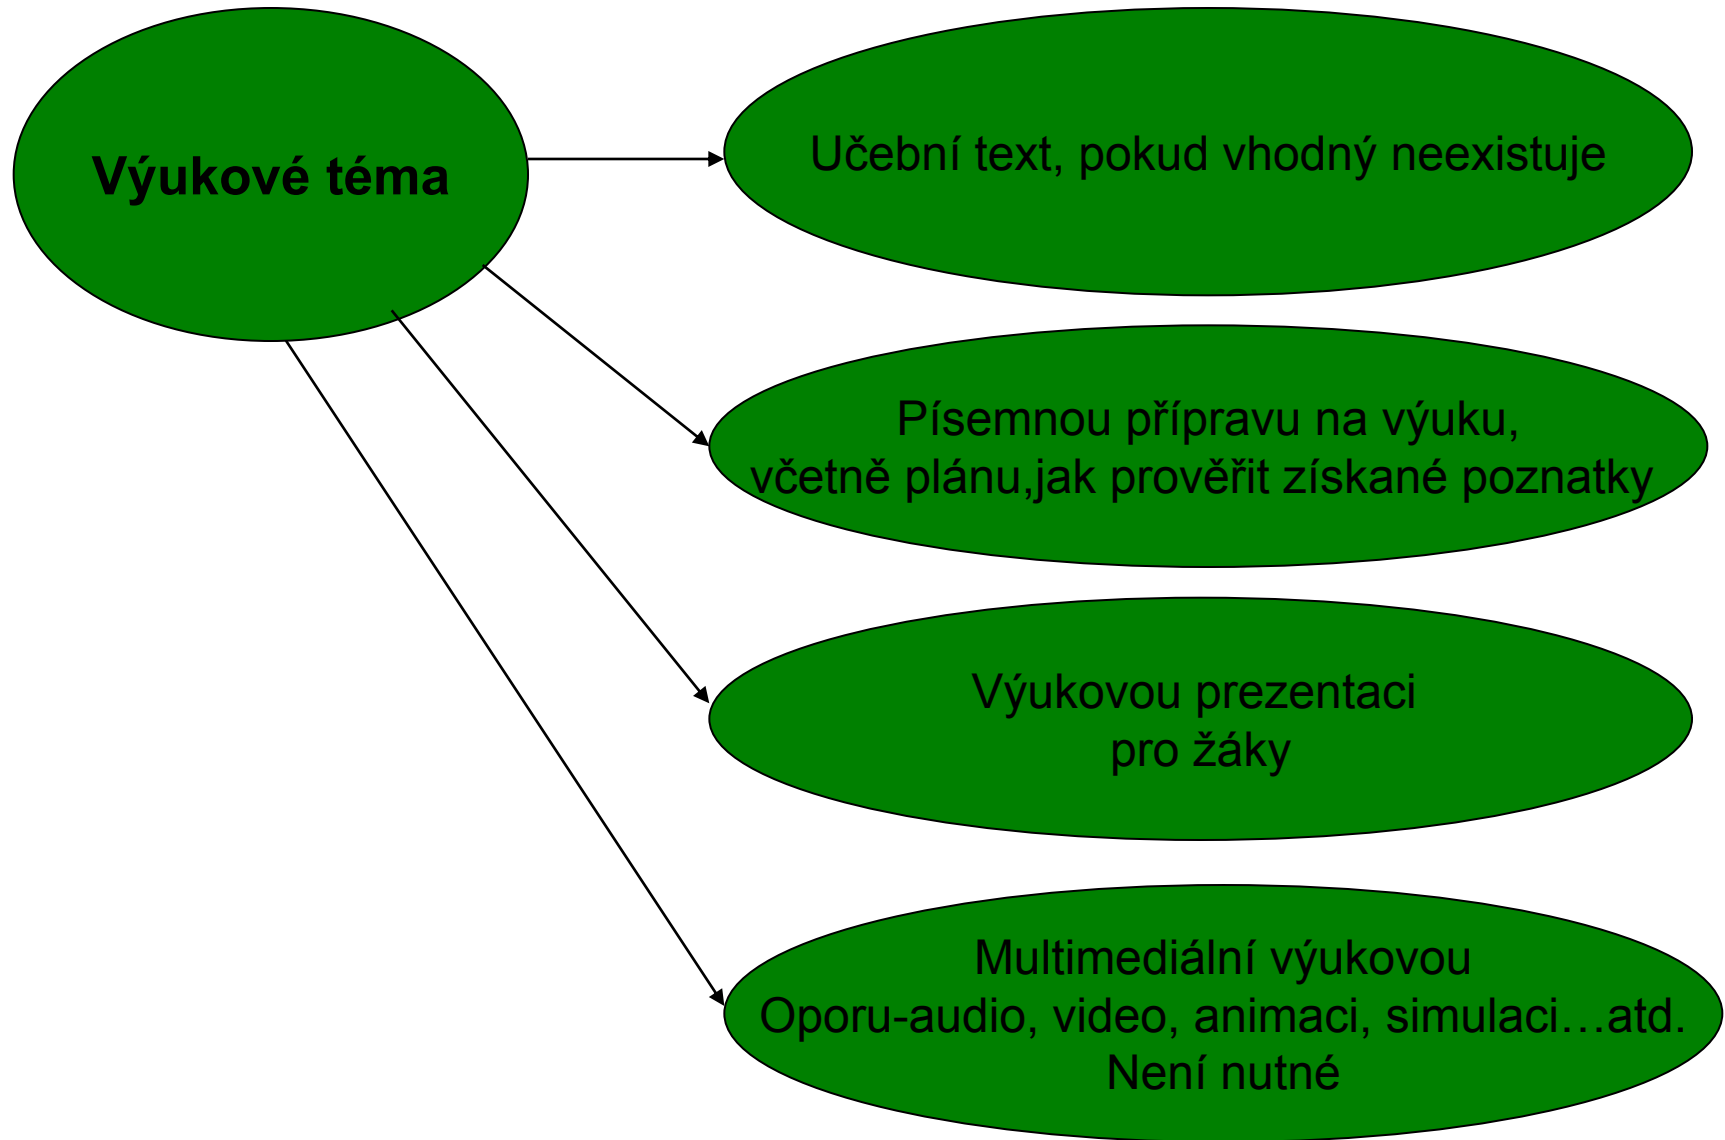 Výukové téma
Učební text, pokud vhodný neexistuje
Písemnou přípravu na výuku,
včetně plánu,jak prověřit získané poznatky
Výukovou prezentaci
pro žáky
Multimediální výukovou
Oporu-audio, video, animaci, simulaci…atd.
Není nutné